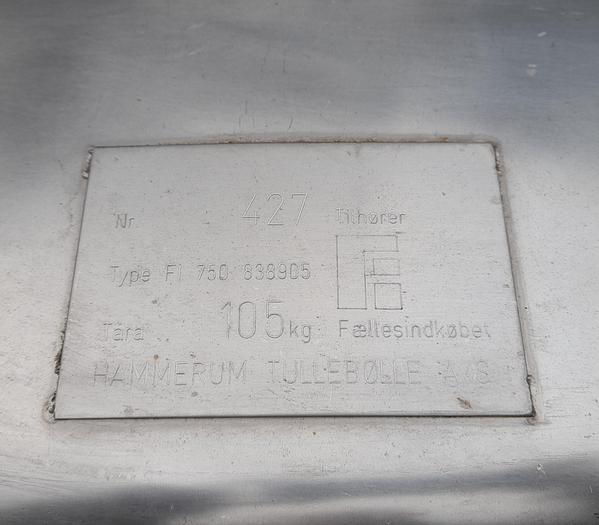 Nr. 427 Tilhører
Type FI 750 838905
Tara 105 kg Fællesindkøbet
HAMMERUM TULLEBØLLE A/S